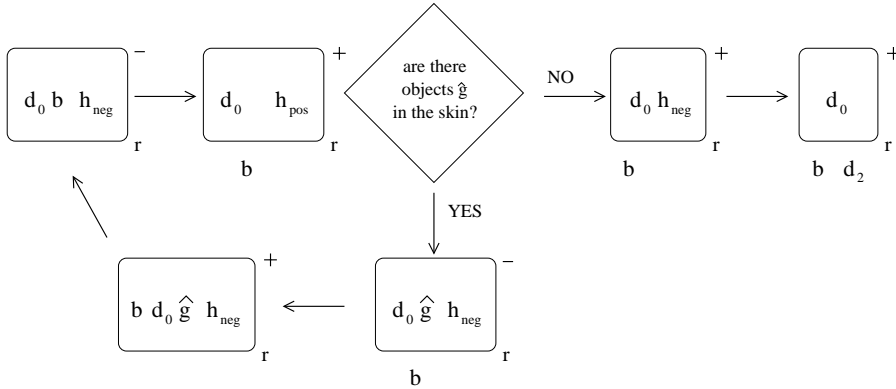 d0 b hneg
−
r
d0 hpos
+
r
b
are there
objects ĝ
in the skin?
NO
d0 hneg
+
r
b
d0
+
r
b d2
YES
b d0 ĝ hneg
+
r
d0 ĝ hneg
−
r
b